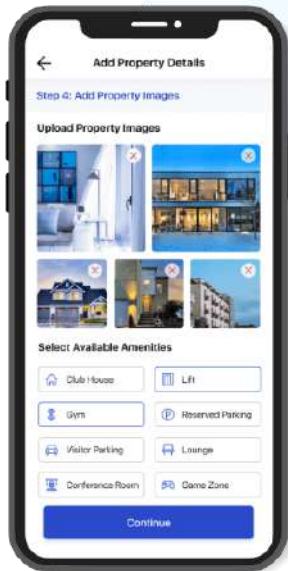 Add Property Details
Step 4: Add Property Images
Upload Property Images
Select Available Amenities
Club House
Lift
Gym
Reserved Parking
Visitor Parking
Lounge
Conference Room
Game Zone
Continue